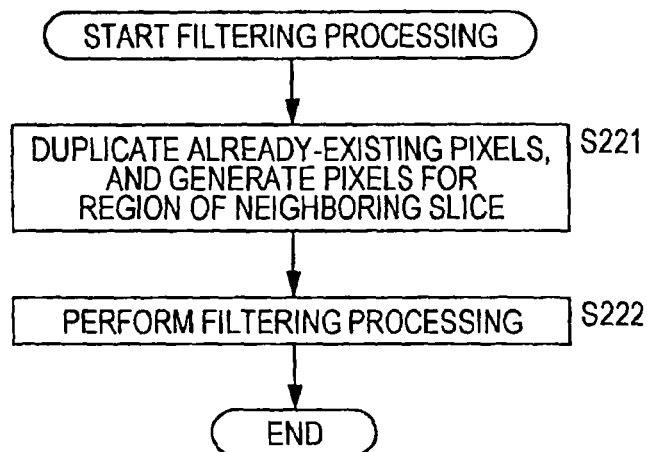 START FILTERING PROCESSING
DUPLICATE ALREADY-EXISTING PIXELS,
AND GENERATE PIXELS FOR
REGION OF NEIGHBORING SLICE
S221
PERFORM FILTERING PROCESSING
S222
END